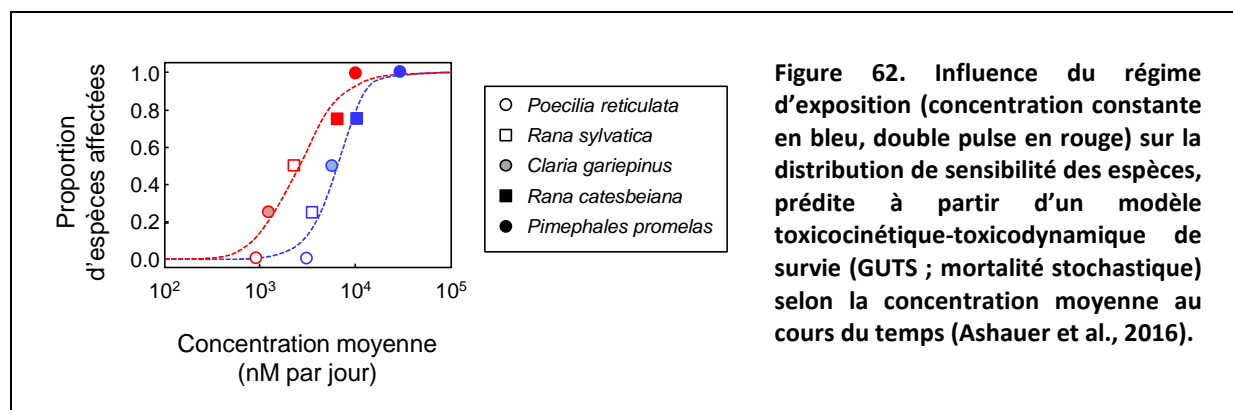 Proportion
d'espèces affectées
1.0
0.8
0.6
0.4
0.2
0.0
10² 10³ 10⁴ 10⁵
Concentration moyenne
(nM par jour)
Poecilia reticulata
Rana sylvatica
Claria gariepinus
Rana catesbeiana
Pimephales promelas
Figure 62. Influence du régime
d’exposition (concentration constante
en bleu, double pulse en rouge) sur la
distribution de sensibilité des espèces,
prédite à partir d’un modèle
toxicocinétique-toxicodynamique de
survie (GUTS ; mortalité stochastique)
selon la concentration moyenne au
cours du temps (Ashauer et al., 2016).